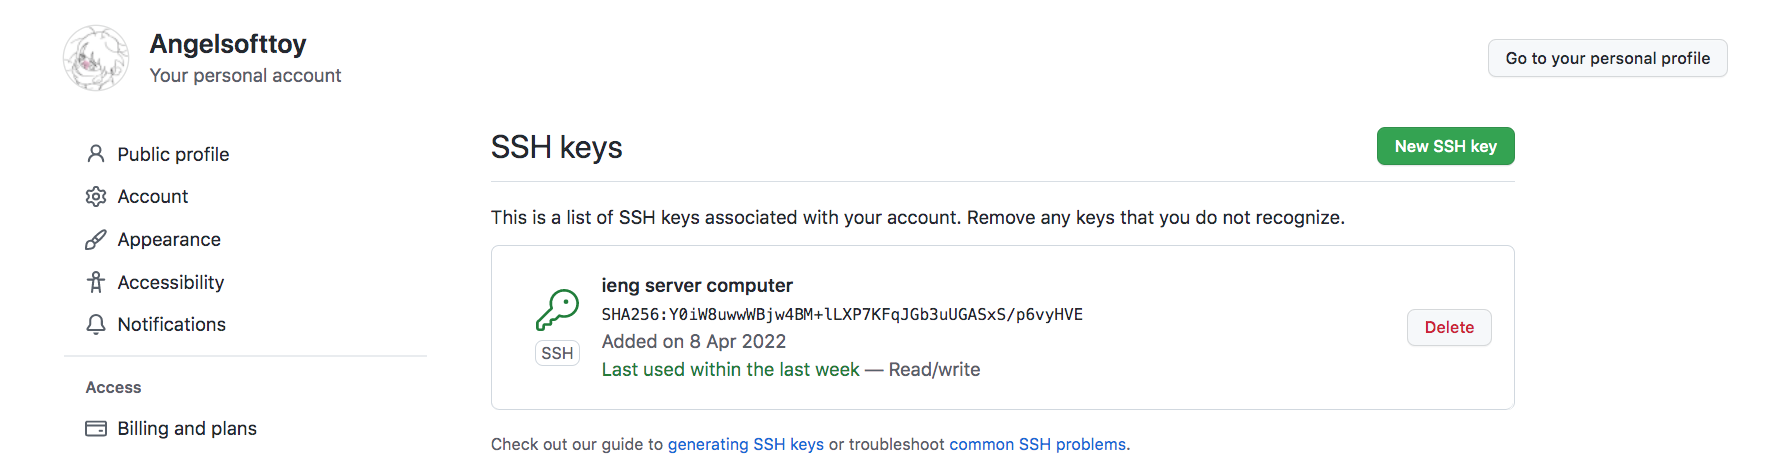 Angelsofttoy
Your personal account
Go to your personal profile
Public profile
Account
Appearance
Accessibility
Notifications
Access
Billing and plans
SSH keys
New SSH key
This is a list of SSH keys associated with your account. Remove any keys that you do not recognize.
ieng server computer
SHA256:Y0iW8uwwWBjw4BM+lLXP7KFqJGb3uUGASxS/p6vyHVE
Added on 8 Apr 2022
Last used within the last week — Read/write
SSH
Delete
Check out our guide to generating SSH keys or troubleshoot common SSH problems.